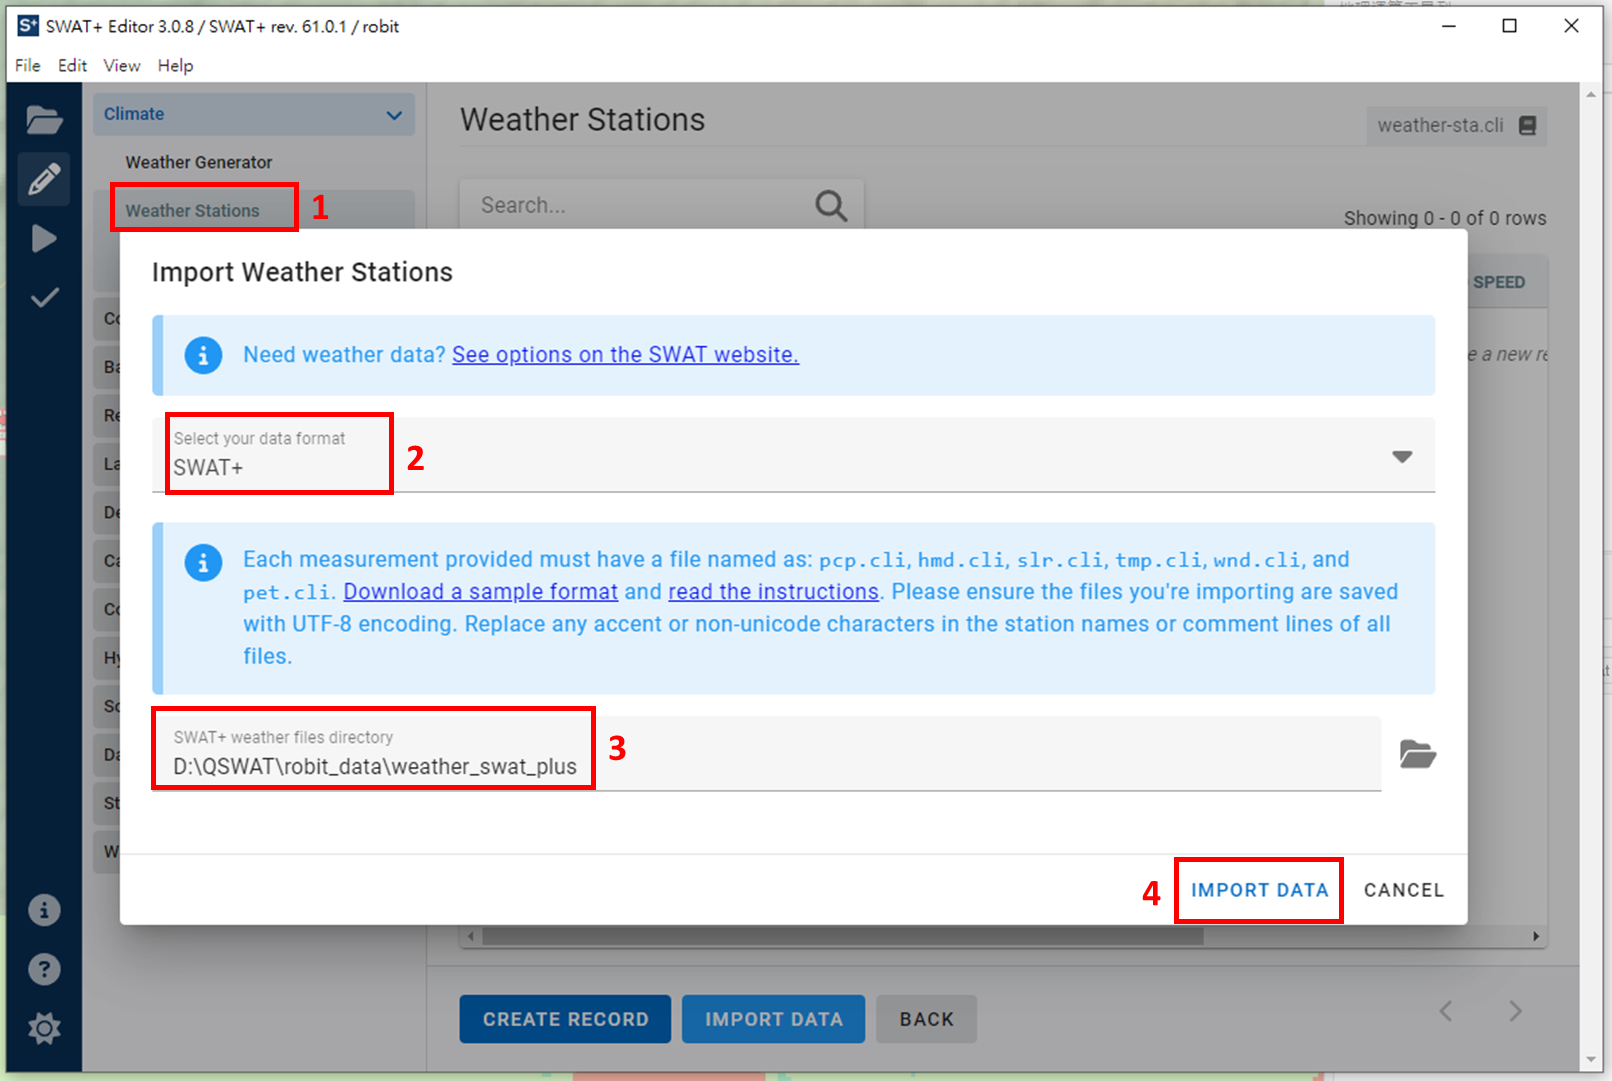 SWAT+ Editor 3.0.8 / SWAT+ rev. 61.0.1 / robit
File Edit View Help
Climate
Weather Generator
Weather Stations 1
Weather Stations
weather-sta.cli
Search...
Showing 0 - 0 of 0 rows
SPEED
e a new re
Co
Ba
Re
La
De
Ca
Co
Hy
So
Da
St
W
Import Weather Stations
Need weather data? See options on the SWAT website.
Select your data format
SWAT+
2
Each measurement provided must have a file named as: pcp.cli, hmd.cli, slr.cli, tmp.cli, wnd.cli, and
pet.cli. Download a sample format and read the instructions. Please ensure the files you're importing are saved
with UTF-8 encoding. Replace any accent or non-unicode characters in the station names or comment lines of all
files.
SWAT+ weather files directory
D:\QSWAT\robit_data\weather_swat_plus
3
4 IMPORT DATA CANCEL
CREATE RECORD IMPORT DATA BACK